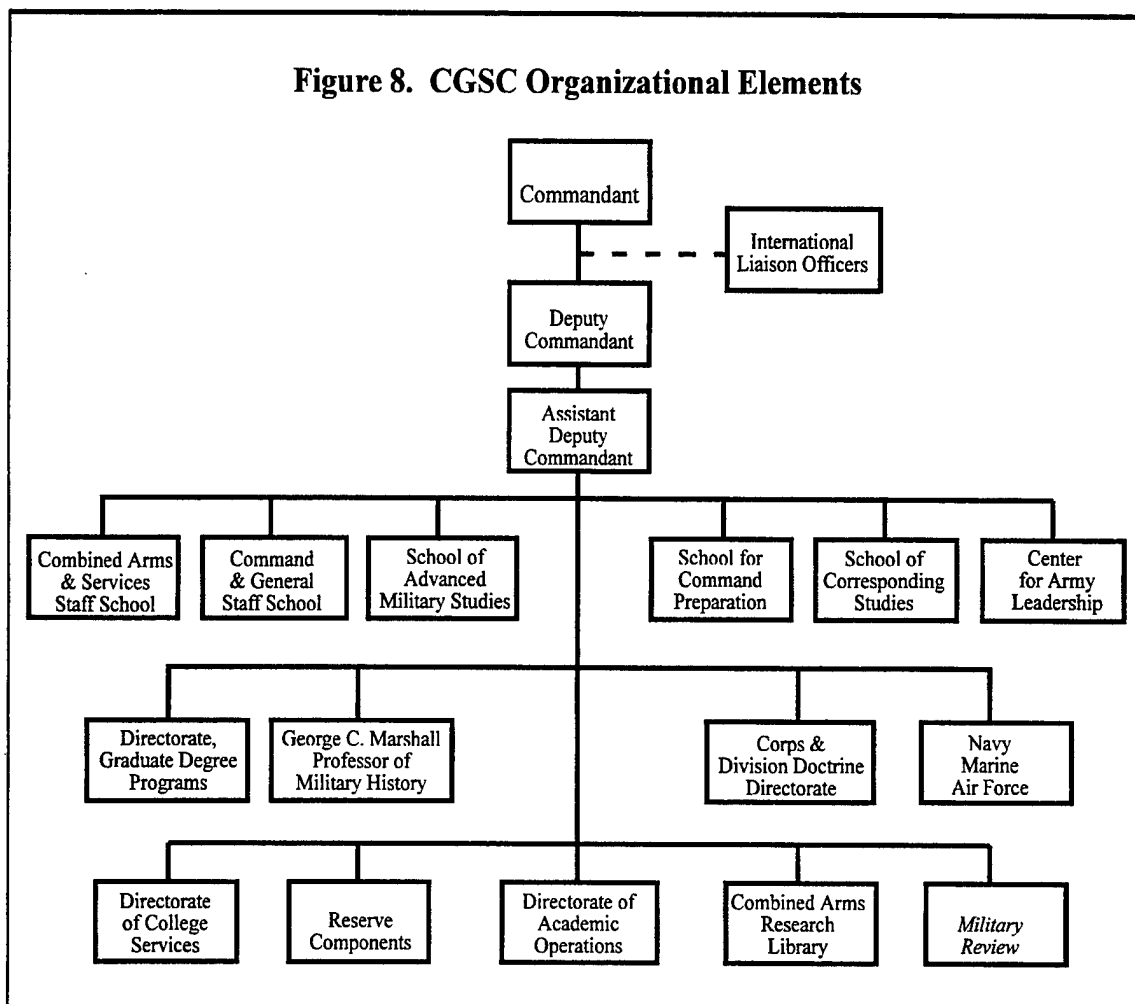 Figure 8. CGSC Organizational Elements
Commandant
International
Liaison Officers
Deputy
Commandant
Assistant
Deputy
Commandant
Combined Arms
& Services
Staff School
Command
& General
Staff School
School of
Advanced
Military Studies
School for
Command
Preparation
School of
Corresponding
Studies
Center
for Army
Leadership
Directorate,
Graduate Degree
Programs
George C. Marshall
Professor of
Military History
Corps &
Division Doctrine
Directorate
Navy
Marine
Air Force
Directorate
of College
Services
Reserve
Components
Directorate of
Academic
Operations
Combined Arms
Research
Library
Military
Review